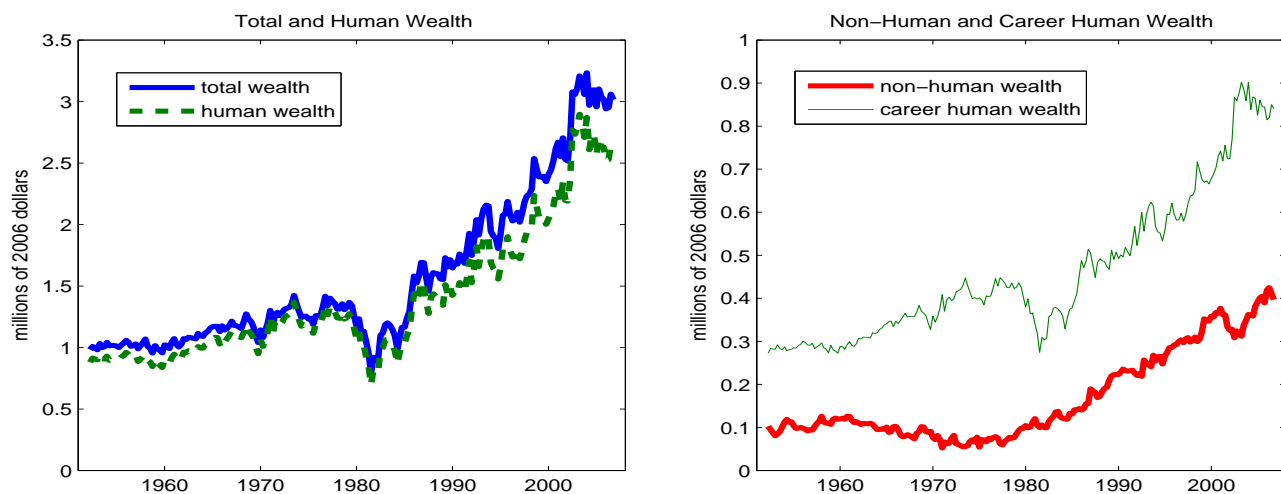 Total and Human Wealth
millions of 2006 dollars
3.5
3
2.5
2
1.5
1
0.5
0
total wealth
human wealth
1960 1970 1980 1990 2000
Non−Human and Career Human Wealth
millions of 2006 dollars
1
0.9
0.8
0.7
0.6
0.5
0.4
0.3
0.2
0.1
0
non−human wealth
career human wealth
1960 1970 1980 1990 2000